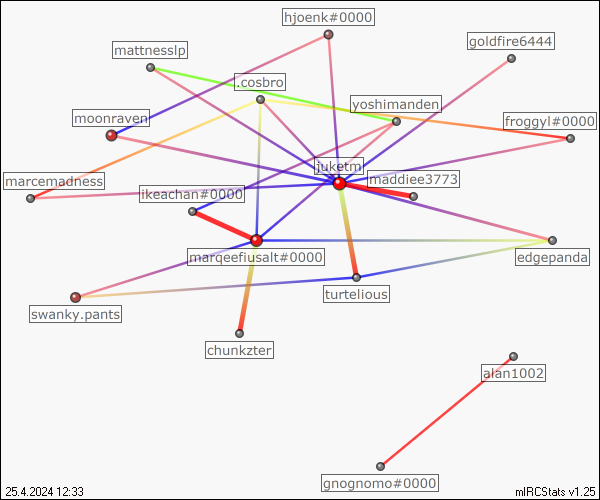 hjoenk#0000
goldfire6444
mattnesslp
.cosbro
yoshimanden
moonraven
froggyl#0000
juketm
maddiee3773
marcemadness
ikeachan#0000
marqeefiusalt#0000
edgepanda
turtelious
swanky.pants
chunkzter
alan1002
gnognomo#0000
25.4.2024 12:33
mIRCStats v1.25